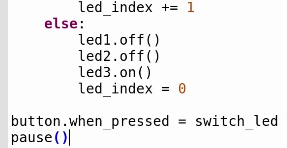 led_index += 1
else:
led1.off()
led2.off()
led3.on()
led_index = 0
button.when_pressed = switch_led
pause()